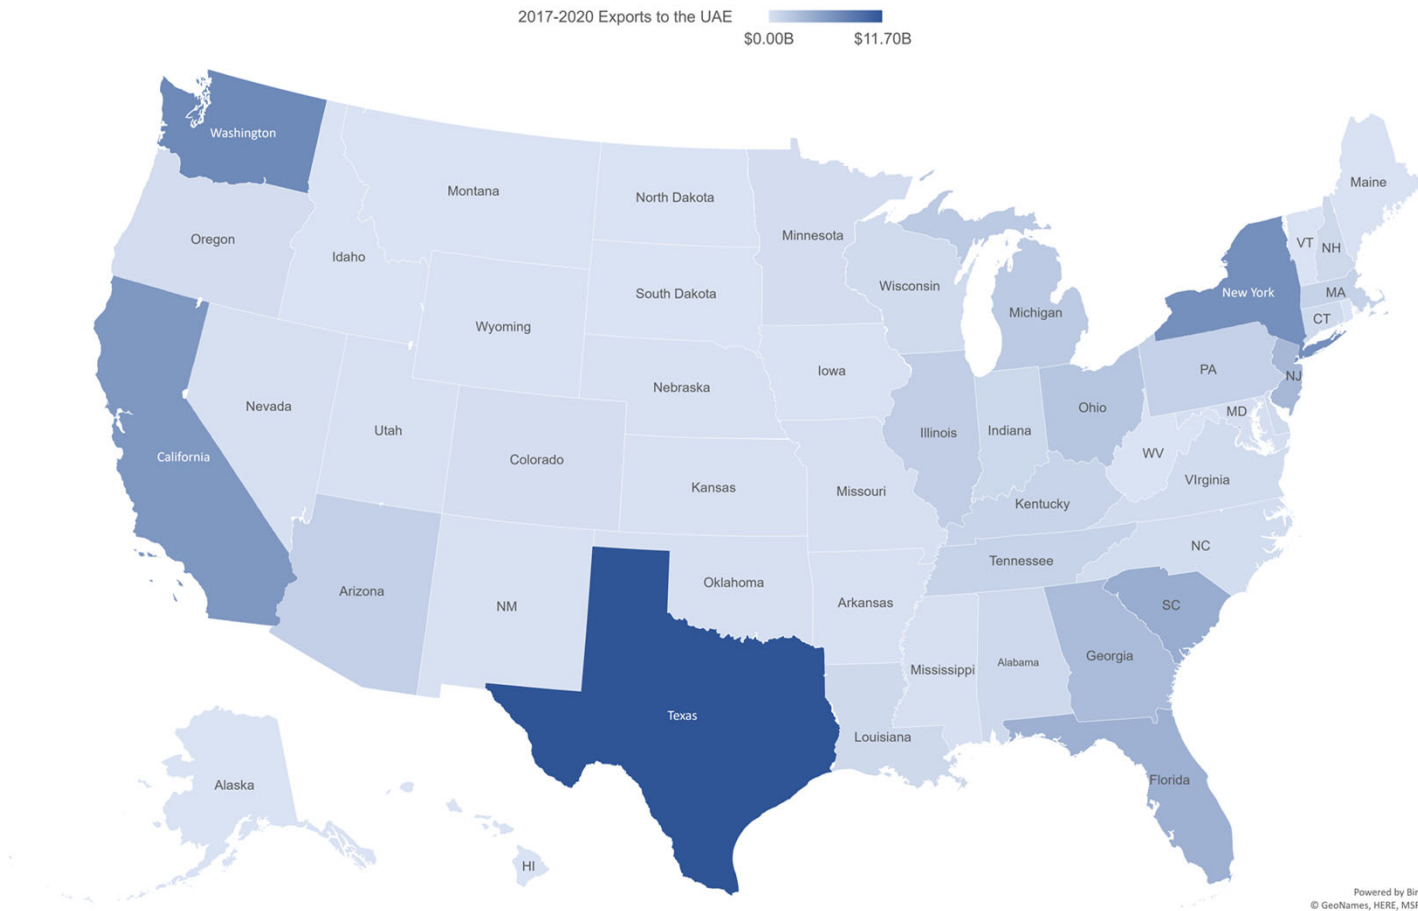 2017-2020 Exports to the UAE
$0.00B $11.70B
Washington
Montana
North Dakota
Minnesota
Maine
Oregon
Idaho
VT
NH
South Dakota
Wisconsin
New York
MA
Wyoming
Michigan
CT
Iowa
PA
NJ
Nebraska
Nevada
Ohio
MD
Utah
Illinois
Indiana
California
Colorado
WV
Kansas
Missouri
VIrginia
Kentucky
NC
Tennessee
Arizona
Oklahoma
NM
Arkansas
SC
Georgia
Mississippi
Alabama
Texas
Louisiana
Alaska
Florida
HI
Powered by Bin
© GeoNames, HERE, MSF